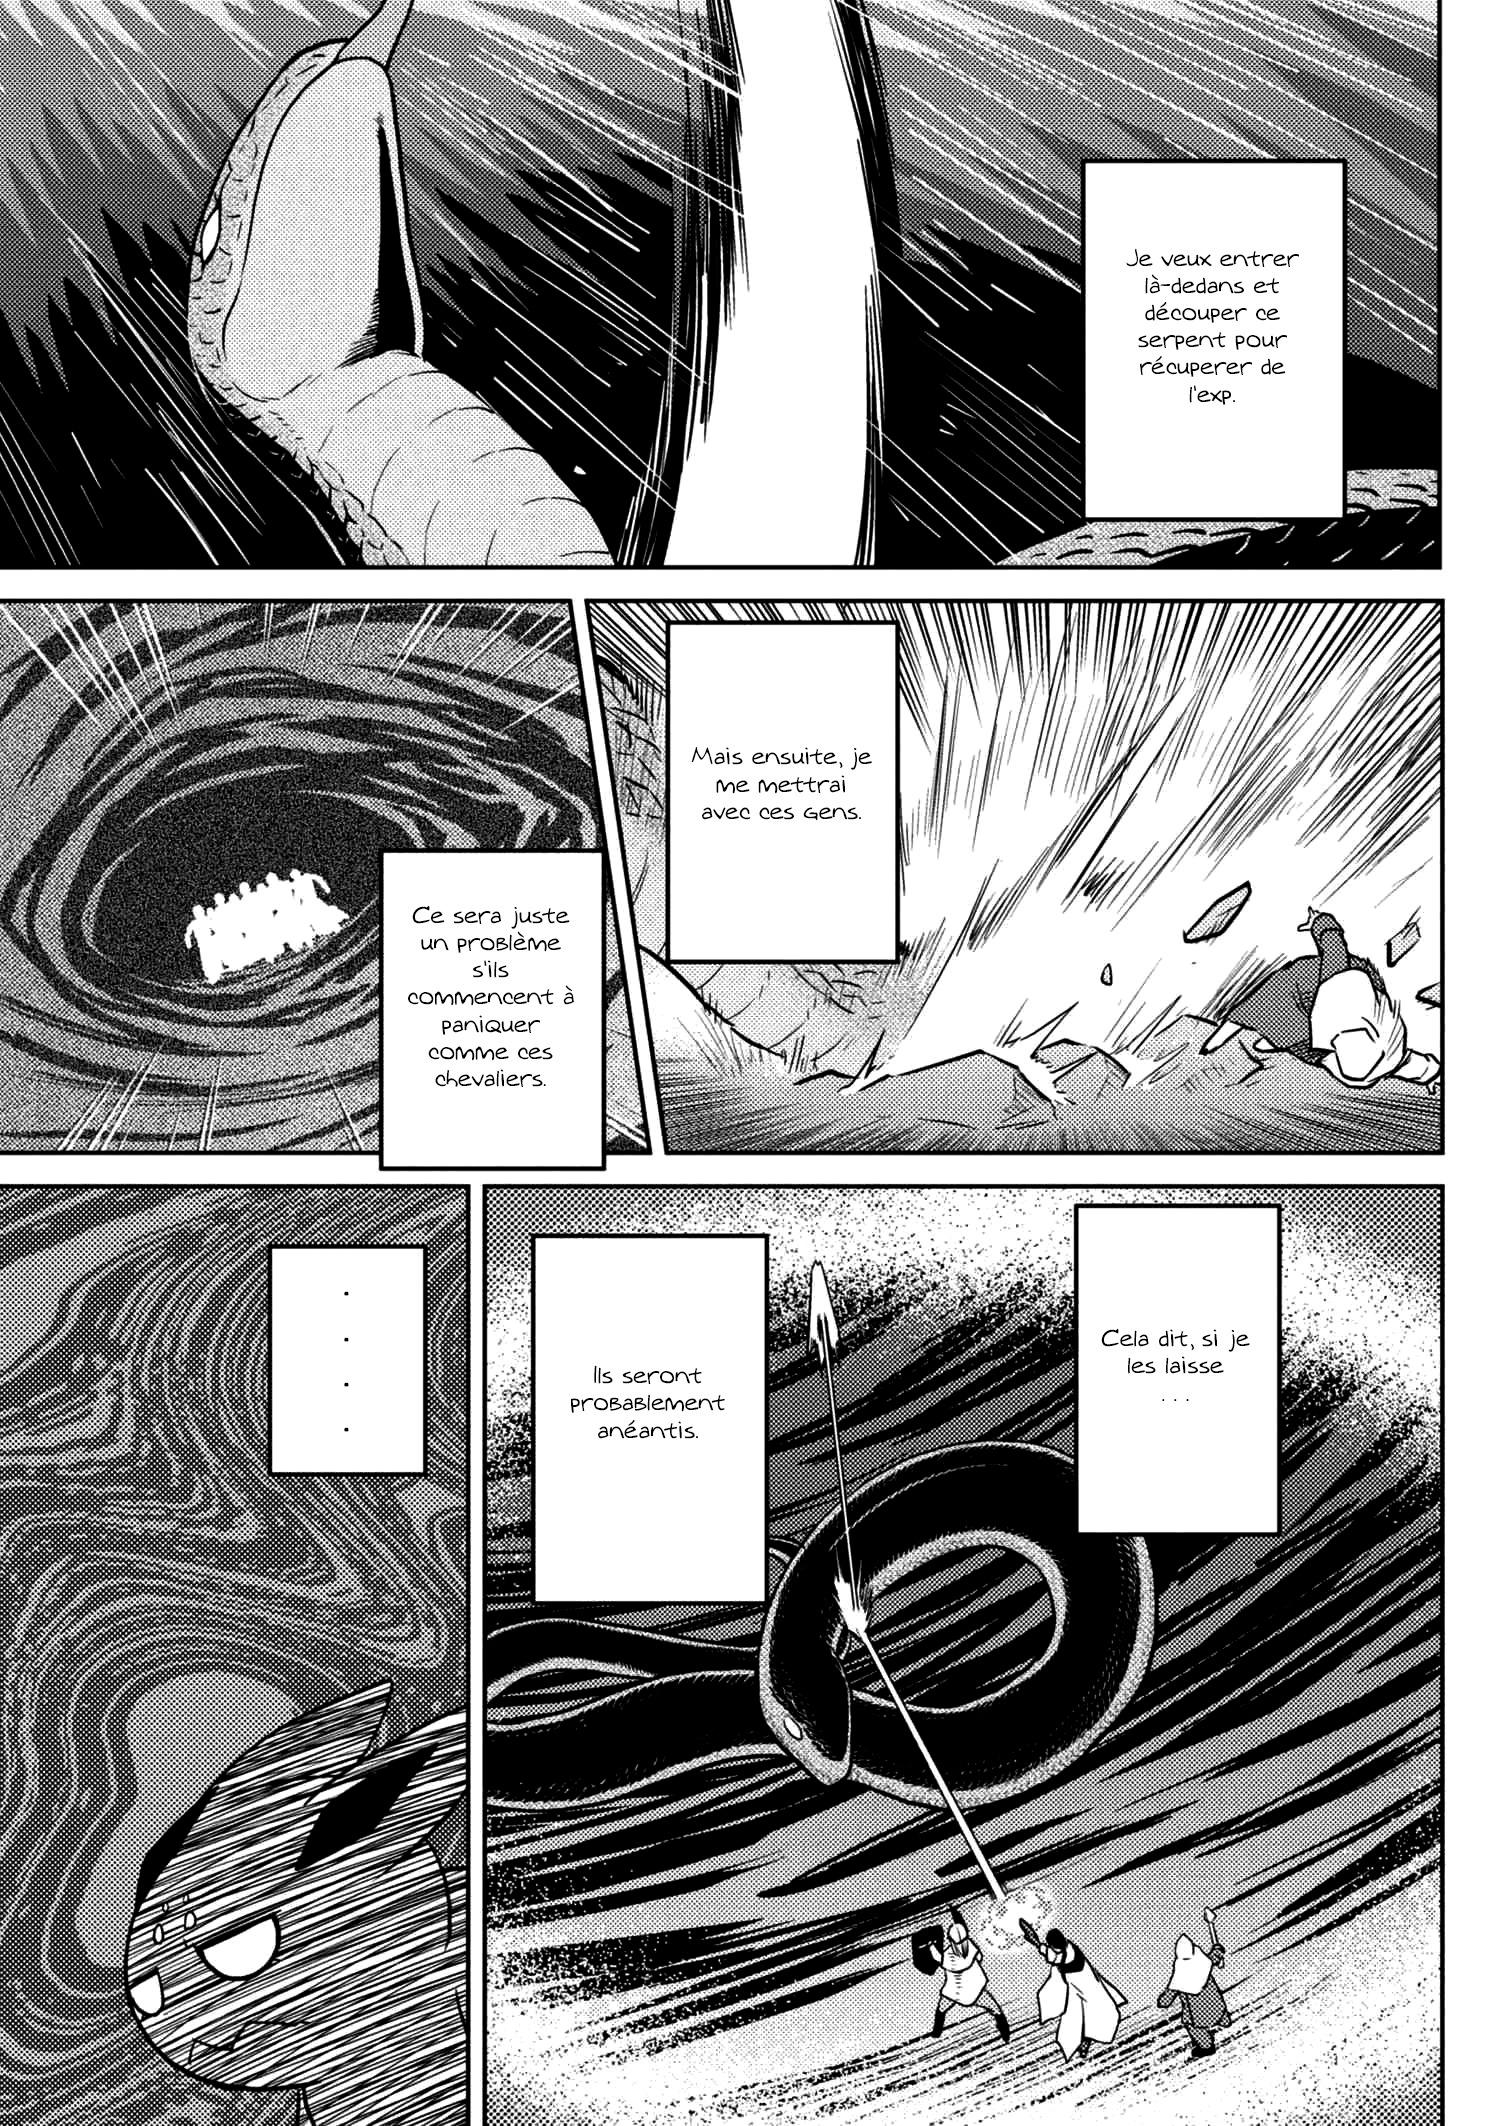 Je veux entrer
là-dedans et
découper ce
serpent pour
récuperer de
l'exp.
Mais ensuite, je
me mettrai
avec ces gens.
Ce sera juste
un problème
s'ils
commencent à
paniquer
comme ces
chevaliers.
Cela dit, si je
les laisse
...
Ils seront
probablement
anéantis.
.
.
.
.